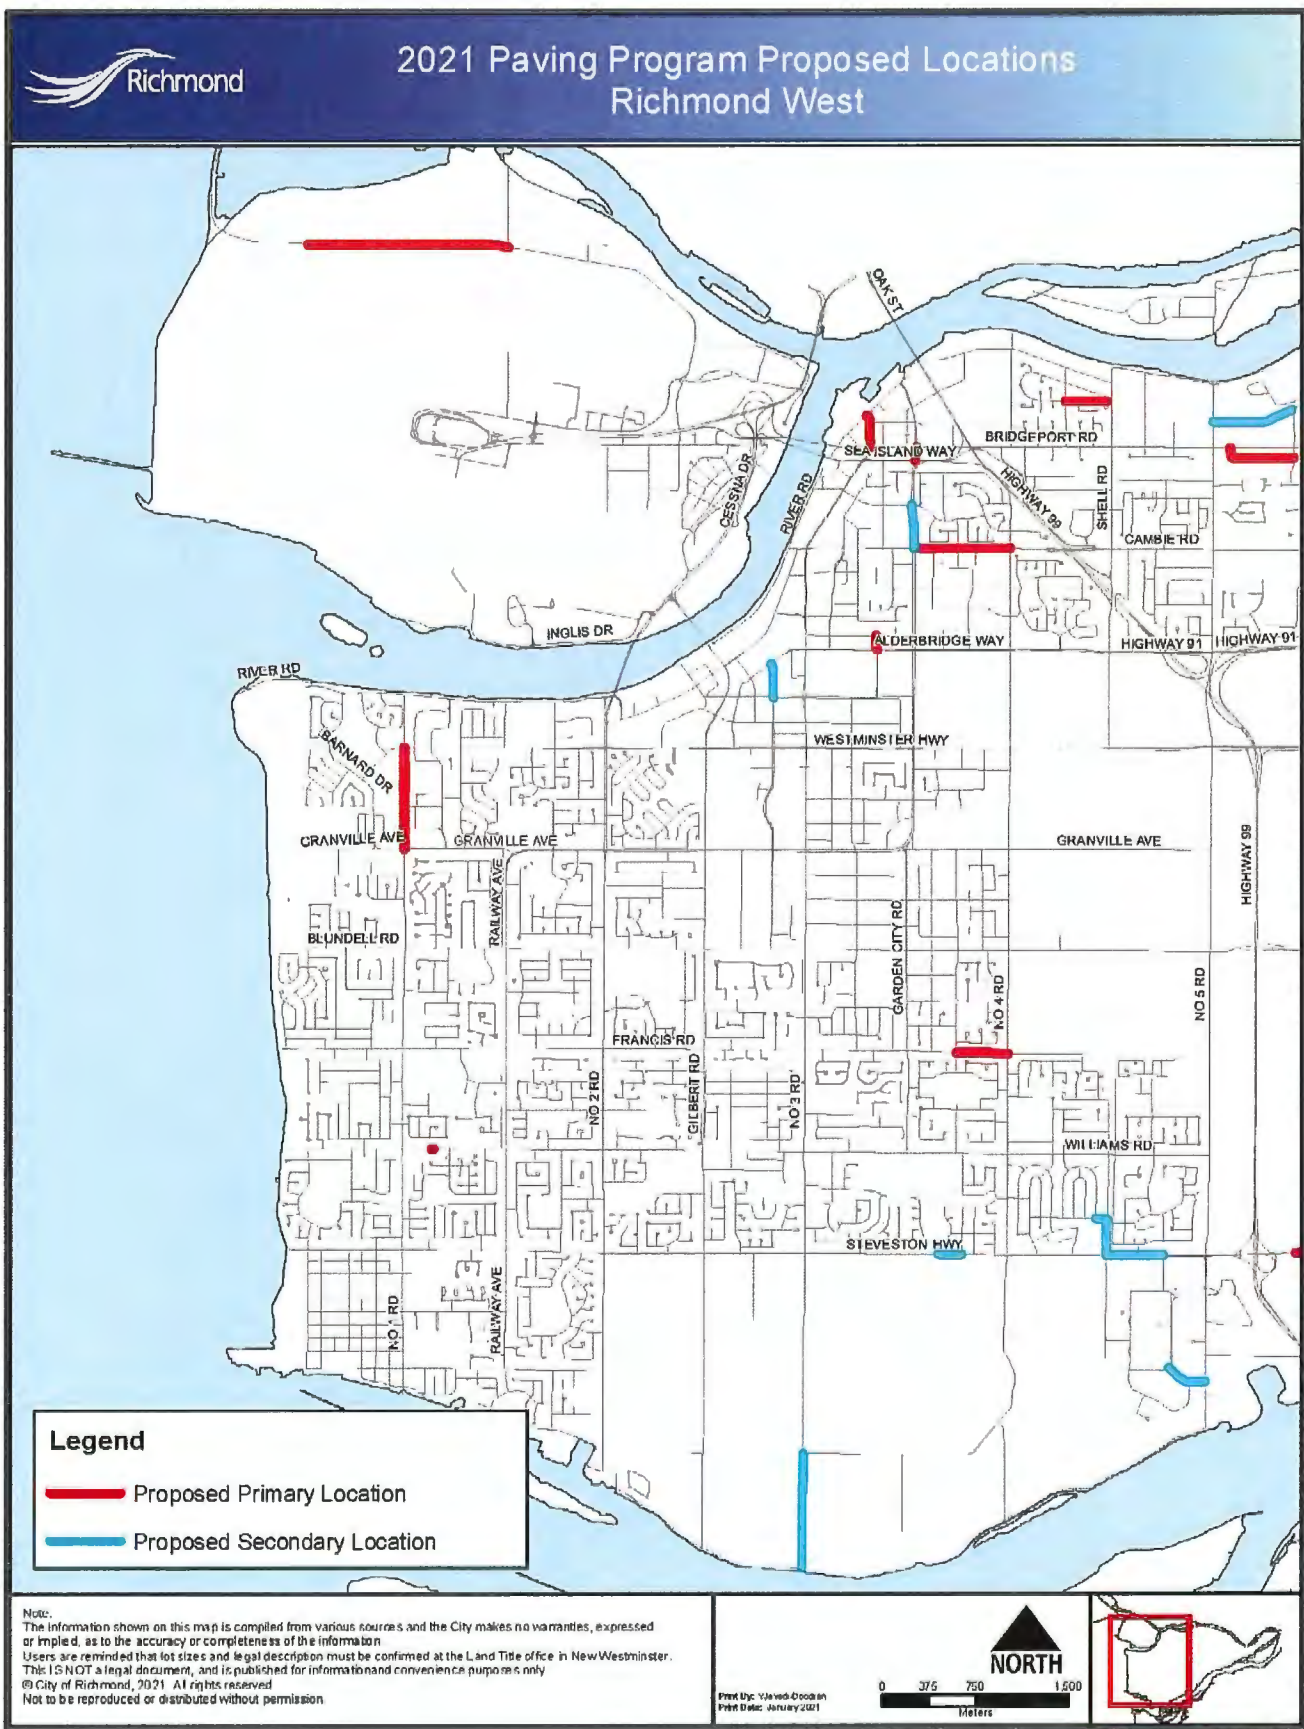 Richmond
2021 Paving Program Proposed Locations
Richmond West
OAK ST
BRIDGEPORT RD
SEA ISLAND WAY
CESSNA DR
RIVER RD
HIGHWAY 99
SHELL RD
CAMBIE RD
INGLIS DR
ALDERBRIDGE WAY
HIGHWAY 91
HIGHWAY 91
RIVER RD
BARNARD DR
WESTMINSTER HWY
GRANVILLE AVE
GRANVILLE AVE
GRANVILLE AVE
HIGHWAY 99
RAILWAY AVE
BLUNDELL RD
GARDEN CITY RD
NO 4 RD
NO 5 RD
FRANCIS RD
NO 2 RD
GILBERT RD
NO 3 RD
WILLIAMS RD
STEVESTON HWY
NO 1 RD
RAILWAY AVE
Legend
Proposed Primary Location
Proposed Secondary Location
Note:
The information shown on this map is compiled from various sources and the City makes no warranties, expressed
or implied, as to the accuracy or completeness of the information
Users are reminded that lot sizes and legal description must be confirmed at the Land Title office in New Westminster.
This IS NOT a legal document, and is published for information and convenience purposes only
© City of Richmond, 2021 All rights reserved
Not to be reproduced or distributed without permission
NORTH
0 375 750 1,500
Meters
Print By:
Print Date: January 2021